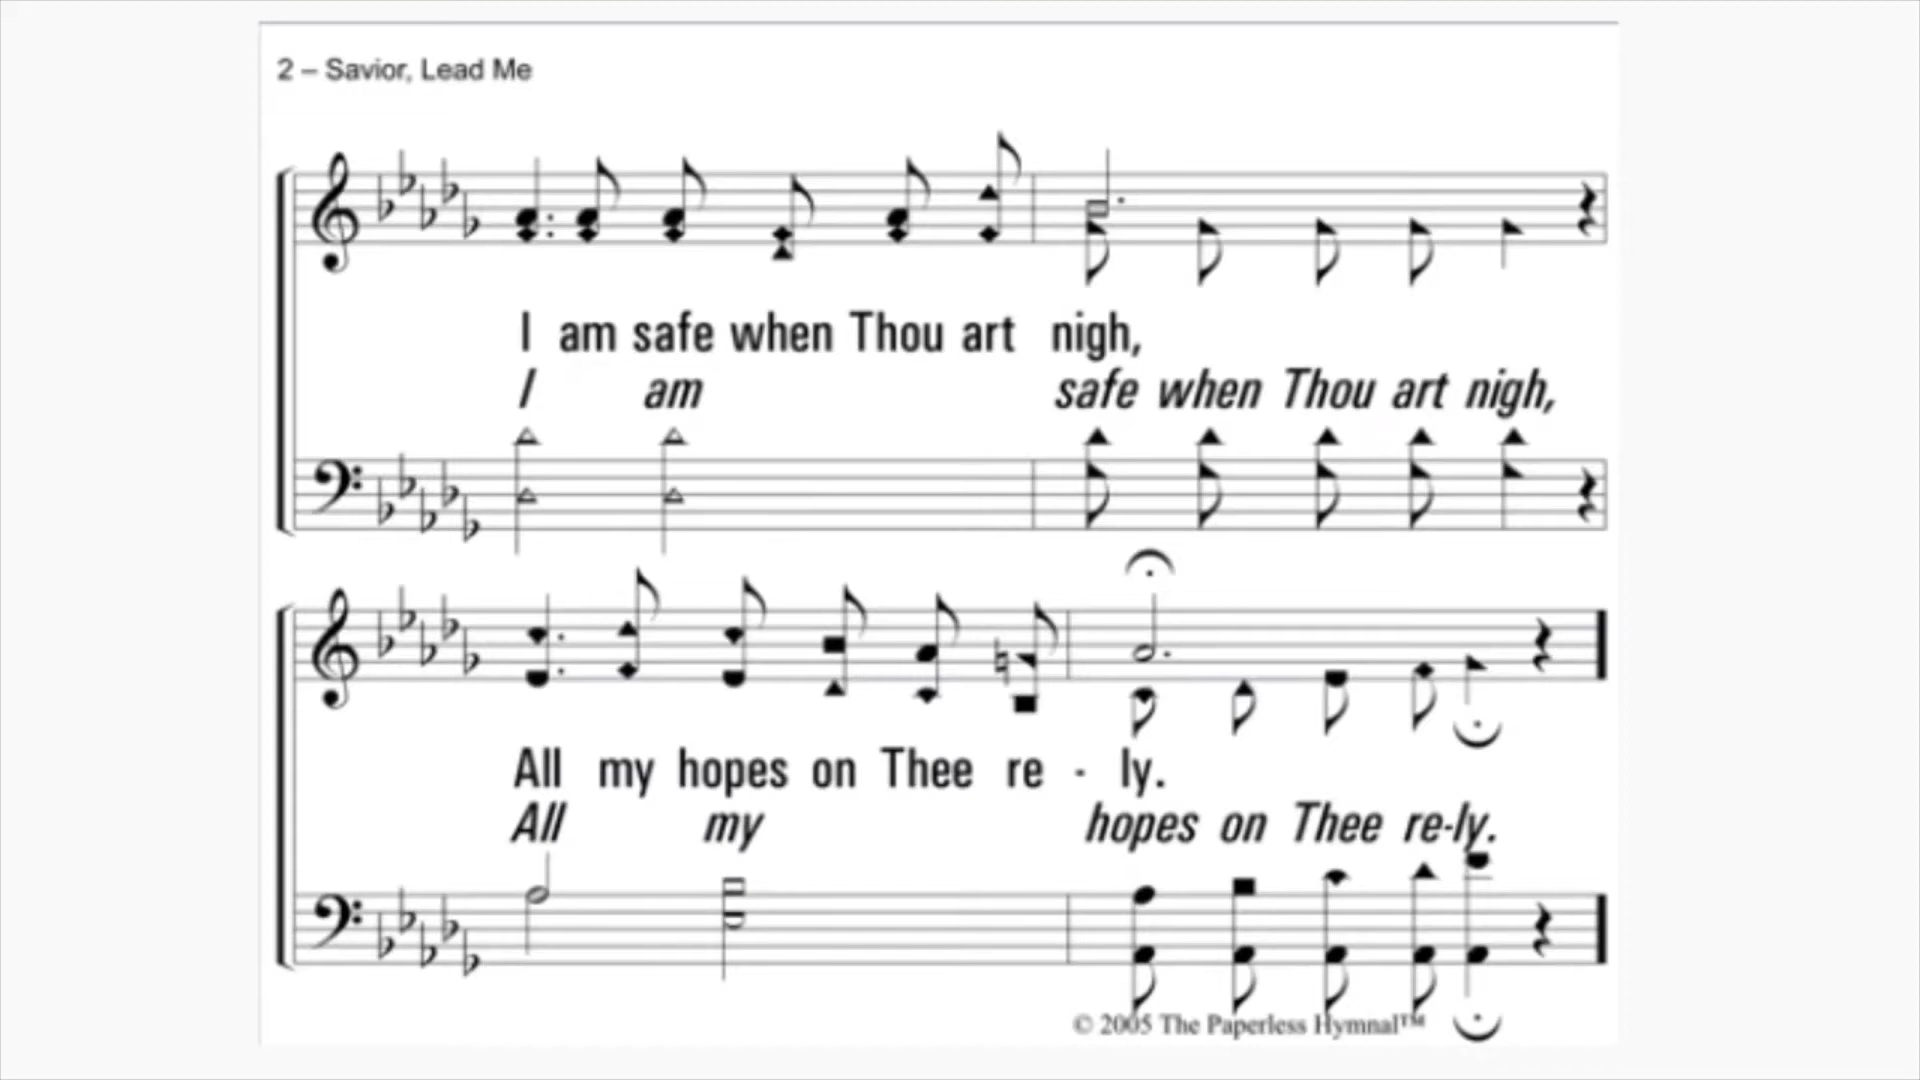 2 – Savior, Lead Me
I am safe when Thou art nigh,
I am safe when Thou art nigh,
All my hopes on Thee re - ly.
All my hopes on Thee re-ly.
© 2005 The Paperless Hymnal™